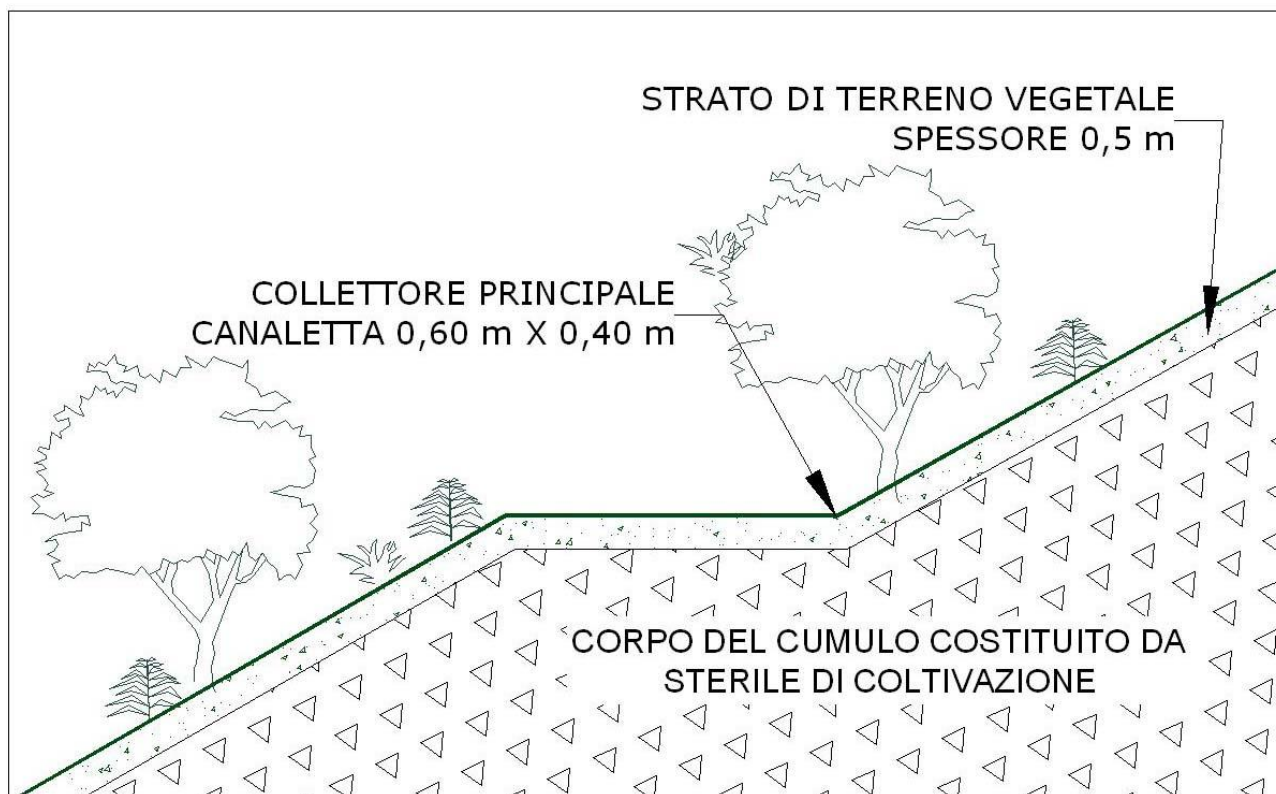 STRATO DI TERRENO VEGETALE
SPESSORE 0,5 m
COLLETTORE PRINCIPALE
CANALETTA 0,60 m X 0,40 m
CORPO DEL CUMULO COSTITUITO DA
STERILE DI COLTIVAZIONE